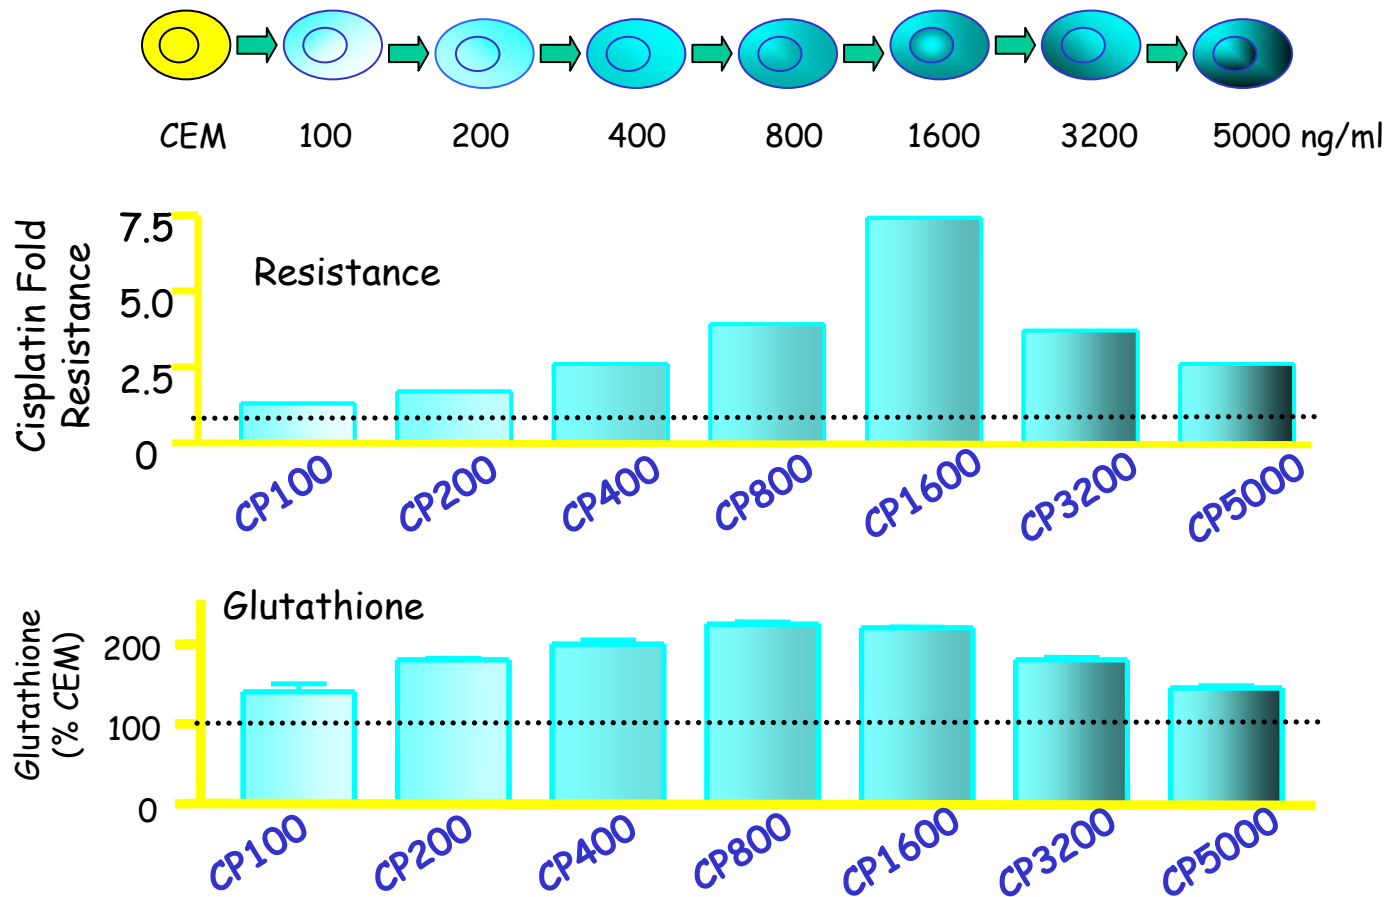 CEM 100 200 400 800 1600 3200 5000 ng/ml
Cisplatin Fold
Resistance
Resistance
7.5
5.0
2.5
0
CP100 CP200 CP400 CP800 CP1600 CP3200 CP5000
Glutathione
(% CEM)
Glutathione
200
100
0
CP100 CP200 CP400 CP800 CP1600 CP3200 CP5000